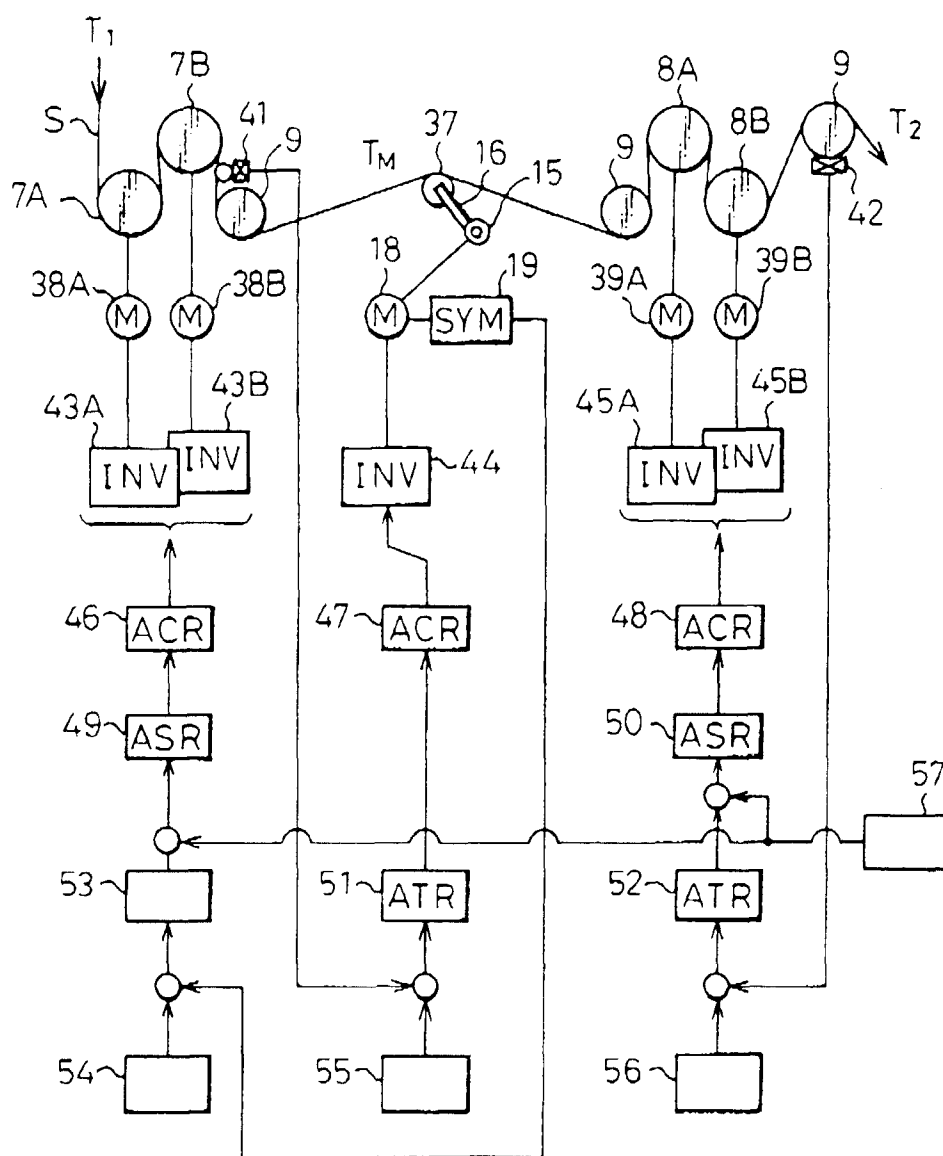 T1
7B
8A
9
S
41
9
37
16
15
9
8B
T2
TM
7A
42
18
19
38A
38B
39A
39B
M
M
M
SYM
M
M
43A
43B
45A
45B
INV
INV
INV
44
INV
INV
46
ACR
47
ACR
48
ACR
49
ASR
50
ASR
57
53
51
ATR
52
ATR
54
55
56